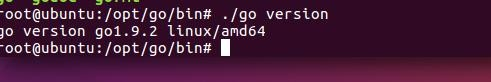 root@ubuntu:/opt/go/bin# ./go version
go version go1.9.2 linux/amd64
root@ubuntu:/opt/go/bin#